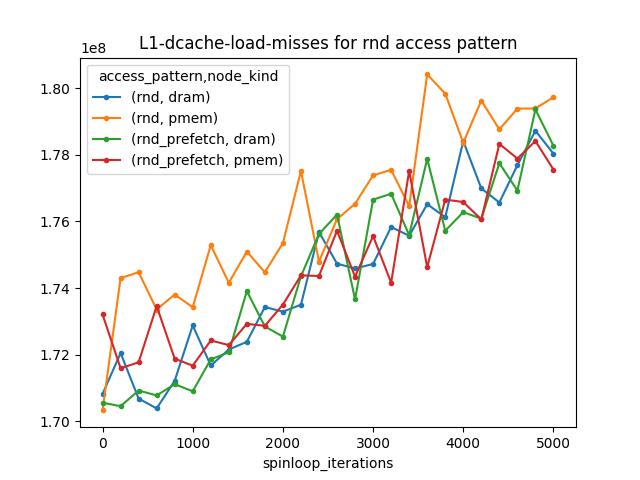 L1-dcache-load-misses for rnd access pattern
1e8
access_pattern,node_kind
(rnd, dram)
(rnd, pmem)
(rnd_prefetch, dram)
(rnd_prefetch, pmem)
1.80
1.78
1.76
1.74
1.72
1.70
0 1000 2000 3000 4000 5000
spinloop_iterations